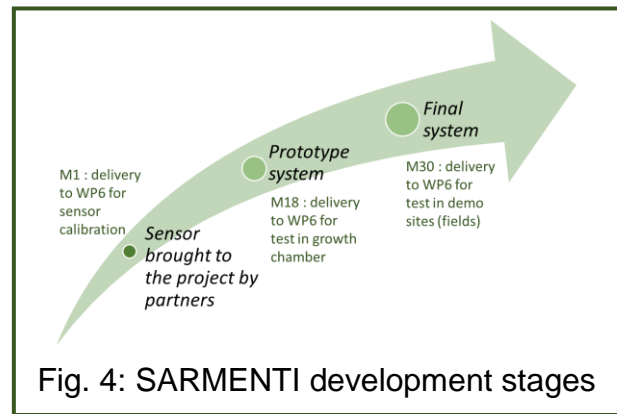 Final
system
Prototype
system
M1 : delivery
to WP6 for
sensor
calibration
M30 : delivery
to WP6 for
test in demo
sites (fields)
M18 : delivery
to WP6 for
test in growth
chamber
Sensor
brought to
the project by
partners
Fig. 4: SARMENTI development stages